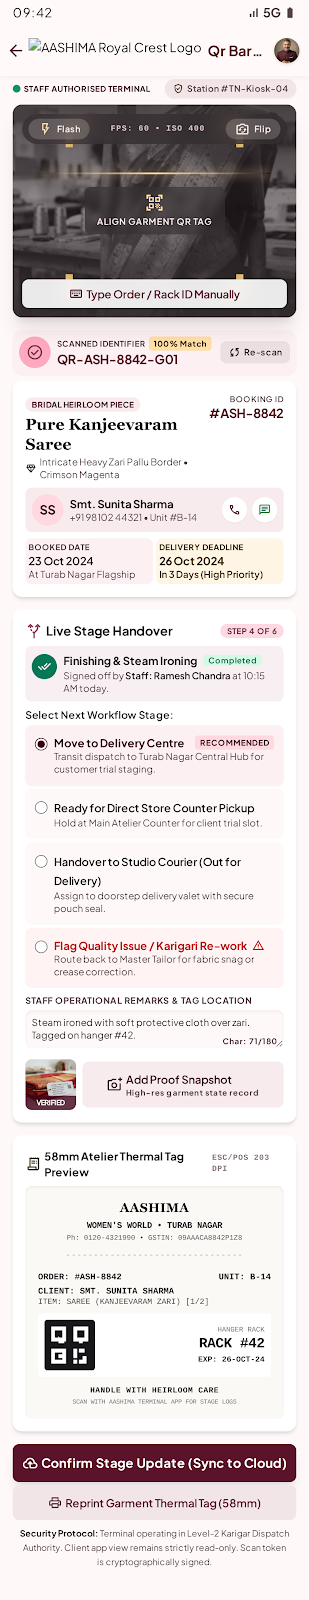 09:42
5G
AASHIMA Royal Crest Logo
Qr Bar...
STAFF AUTHORISED TERMINAL
Station #TN-Kiosk-04
Flash
FPS: 60 • ISO 400
Flip
ALIGN GARMENT QR TAG
Type Order / Rack ID Manually
SCANNED IDENTIFIER
100% Match
QR-ASH-8842-G01
Re-scan
BRIDAL HEIRLOOM PIECE
BOOKING ID
#ASH-8842
Pure Kanjeevaram
Saree
Intricate Heavy Zari Pallu Border •
Crimson Magenta
SS
Smt. Sunita Sharma
+91 98102 44321 • Unit #B-14
BOOKED DATE
23 Oct 2024
At Turab Nagar Flagship
DELIVERY DEADLINE
26 Oct 2024
In 3 Days (High Priority)
Live Stage Handover
STEP 4 OF 6
Finishing & Steam Ironing
Completed
Signed off by Staff: Ramesh Chandra at 10:15
AM today.
Select Next Workflow Stage:
Move to Delivery Centre
RECOMMENDED
Transit dispatch to Turab Nagar Central Hub for
customer trial staging.
Ready for Direct Store Counter Pickup
Hold at Main Atelier Counter for client trial slot.
Handover to Studio Courier (Out for
Delivery)
Assign to doorstep delivery valet with secure
pouch seal.
Flag Quality Issue / Karigari Re-work
Route back to Master Tailor for fabric snag or
crease correction.
STAFF OPERATIONAL REMARKS & TAG LOCATION
Steam ironed with soft protective cloth over zari.
Tagged on hanger #42.
Char: 71/180
VERIFIED
Add Proof Snapshot
High-res garment state record
58mm Atelier Thermal Tag
Preview
ESC/POS 203
DPI
AASHIMA
WOMEN'S WORLD • TURAB NAGAR
Ph: 0120-4321990 • GSTIN: 09AAACA8842P1Z8
ORDER: #ASH-8842
UNIT: B-14
CLIENT: SMT. SUNITA SHARMA
ITEM: SAREE (KANJEEVARAM ZARI) [1/2]
HANGER RACK
RACK #42
EXP: 26-OCT-24
HANDLE WITH HEIRLOOM CARE
SCAN WITH AASHIMA TERMINAL APP FOR STAGE LOGS
Confirm Stage Update (Sync to Cloud)
Reprint Garment Thermal Tag (58mm)
Security Protocol: Terminal operating in Level-2 Karigar Dispatch
Authority. Client app view remains strictly read-only. Scan token
is cryptographically signed.